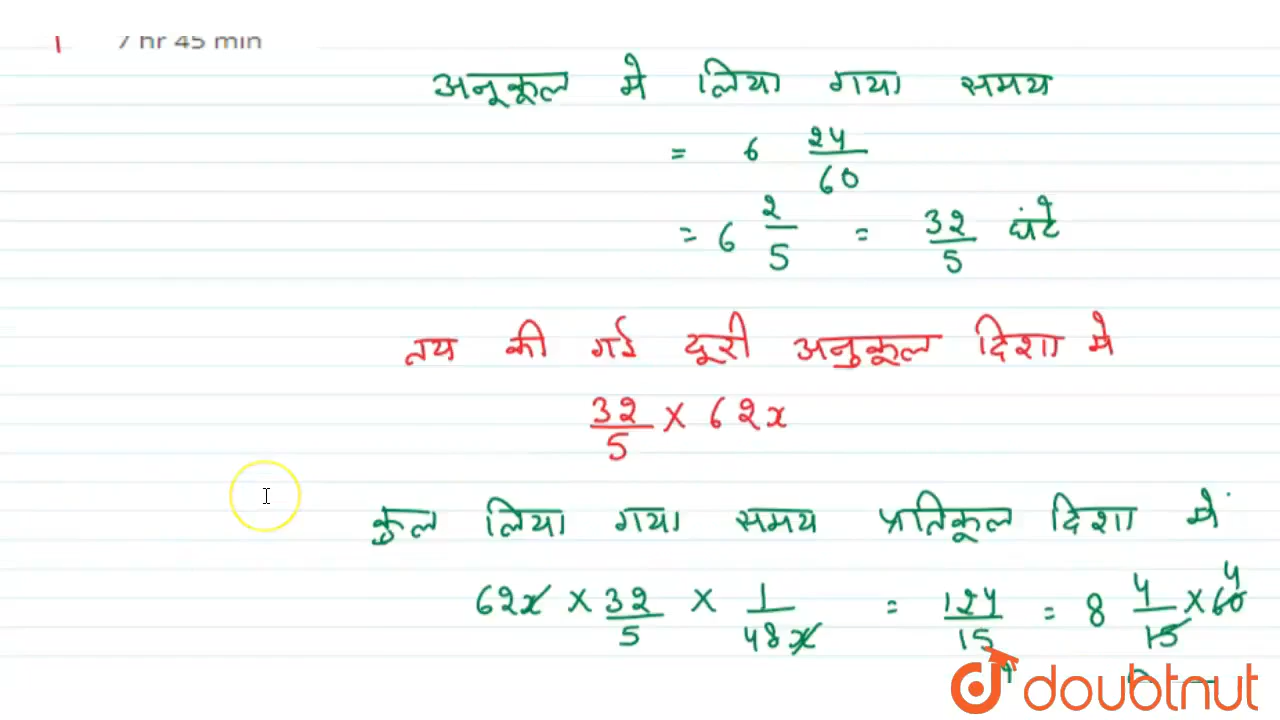 7 hr 45 min
अनूकूल मे लिया गया समय
= 6 24/60
= 6 2/5 = 32/5 घंटे
तय की गई दूरी अनुकूल दिशा मे
32/5 × 62x
कुल लिया गया समय प्रतिकूल दिशा में
62x × 32/5 × 1/48x = 124/15 = 8 4/15 × 60 4
doubtnut